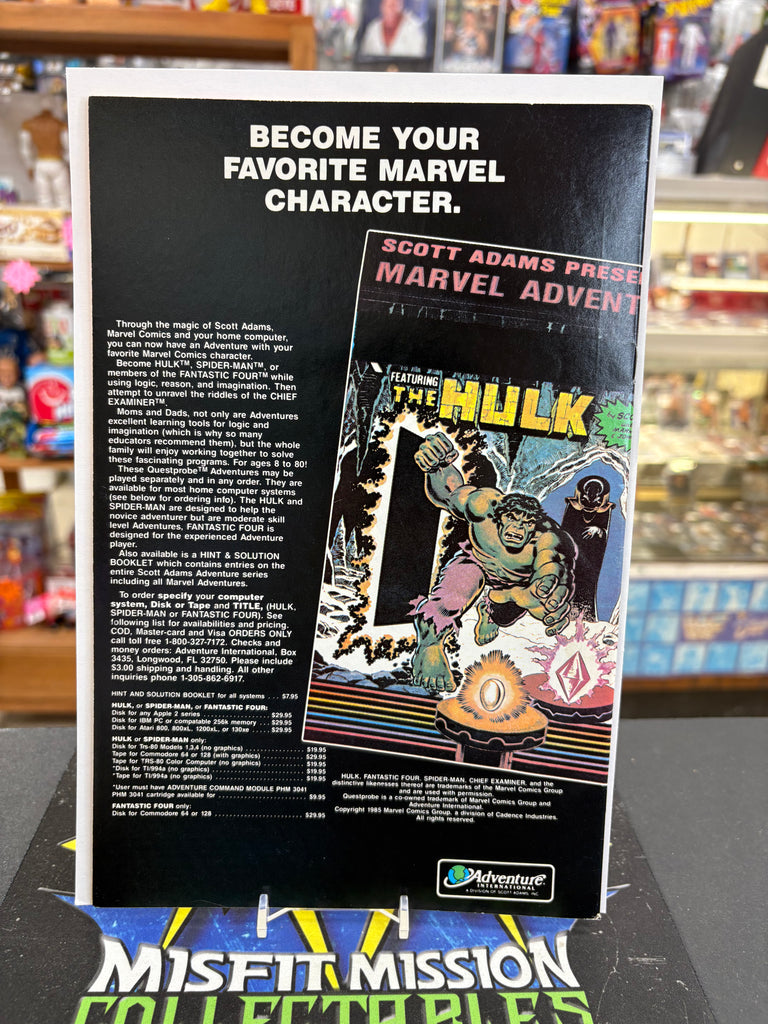 BECOME YOUR
FAVORITE MARVEL
CHARACTER.
SCOTT ADAMS PRESE
MARVEL ADVENT
FEATURING
THE HULK
Through the magic of Scott Adams,
Marvel Comics and your home computer,
you can now have an Adventure with your
favorite Marvel Comics character.
Become HULK™, SPIDER-MAN™, or
members of the FANTASTIC FOUR™ while
using logic, reason, and imagination. Then
attempt to unravel the riddles of the CHIEF
EXAMINER™.
Moms and Dads, not only are Adventures
excellent learning tools for logic and
imagination (which is why so many
educators recommend them), but the whole
family will enjoy working together to solve
these fascinating programs. For ages 8 to 80!
These Questprobe™ Adventures may be
played separately and in any order. They are
available for most home computer systems
(see below for ordering info). The HULK and
SPIDER-MAN are designed to help the
novice adventurer but are moderate skill
level Adventures, FANTASTIC FOUR is
designed for the experienced Adventure
player.
Also available is a HINT & SOLUTION
BOOKLET which contains entries on the
entire Scott Adams Adventure series
including all Marvel Adventures.
To order specify your computer
system, Disk or Tape and TITLE, (HULK,
SPIDER-MAN or FANTASTIC FOUR). See
following list for availabilities and pricing.
COD, Master-card and Visa ORDERS ONLY
call toll free 1-800-327-7172. Checks and
money orders: Adventure International, Box
3435, Longwood, FL 32750. Please include
$3.00 shipping and handling. All other
inquiries phone 1-305-862-6917.
HINT AND SOLUTION BOOKLET for all systems . . . $7.95
HULK, or SPIDER-MAN, or FANTASTIC FOUR:
Disk for any Apple 2 series . . . . . . . . . . . . . . . . . . . $29.95
Disk for IBM PC or compatable 256k memory . . . . $29.95
Disk for Atari 800, 800xL, 1200xL, or 130xe . . . . . . $29.95
HULK or SPIDER-MAN only:
Disk for Trs-80 Models 1,3,4 (no graphics) . . . . . . . . . . . . $19.95
Tape for Commodore 64 or 128 (with graphics) . . . . . . . . $29.95
Tape for TRS-80 Color Computer (no graphics) . . . . . . . . $19.95
*Disk for TI/994a (no graphics) . . . . . . . . . . . . . . . . . . . $19.95
*Tape for TI/994a (no graphics) . . . . . . . . . . . . . . . . . . . $19.95
*User must have ADVENTURE COMMAND MODULE PHM 3041
PHM 3041 cartridge available for . . . . . . . . . . . . . . . . . . . $9.95
FANTASTIC FOUR only:
Disk for Commodore 64 or 128 . . . . . . . . . . . . . . . . . . . $29.95
HULK, FANTASTIC FOUR, SPIDER-MAN, CHIEF EXAMINER, and the
distinctive likenesses thereof are trademarks of the Marvel Comics Group
and are used with permission.
Questprobe is a co-owned trademark of Marvel Comics Group and
Adventure International.
Copyright 1985 Marvel Comics Group, a division of Cadence Industries.
All rights reserved.
Adventure
INTERNATIONAL
A DIVISION OF SCOTT ADAMS, INC.
MISFIT MISSION
COLLECTABLES